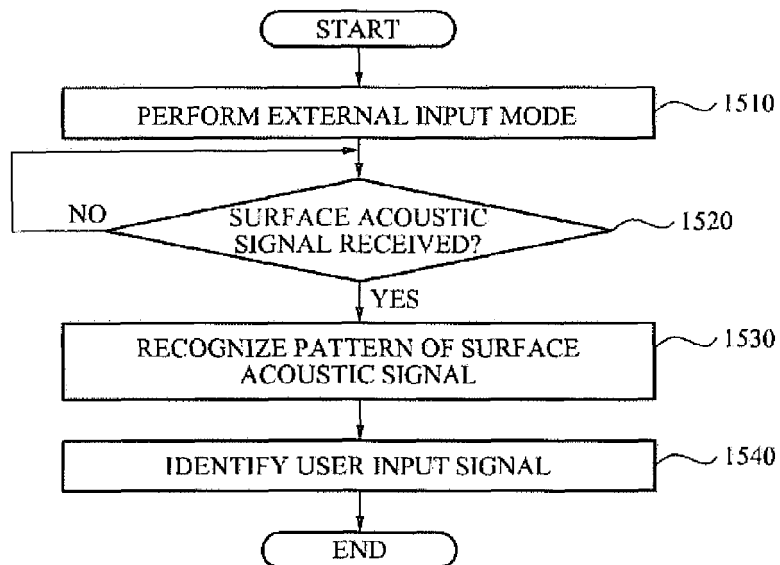 START
PERFORM EXTERNAL INPUT MODE
1510
NO
SURFACE ACOUSTIC
SIGNAL RECEIVED?
1520
YES
RECOGNIZE PATTERN OF SURFACE
ACOUSTIC SIGNAL
1530
IDENTIFY USER INPUT SIGNAL
1540
END